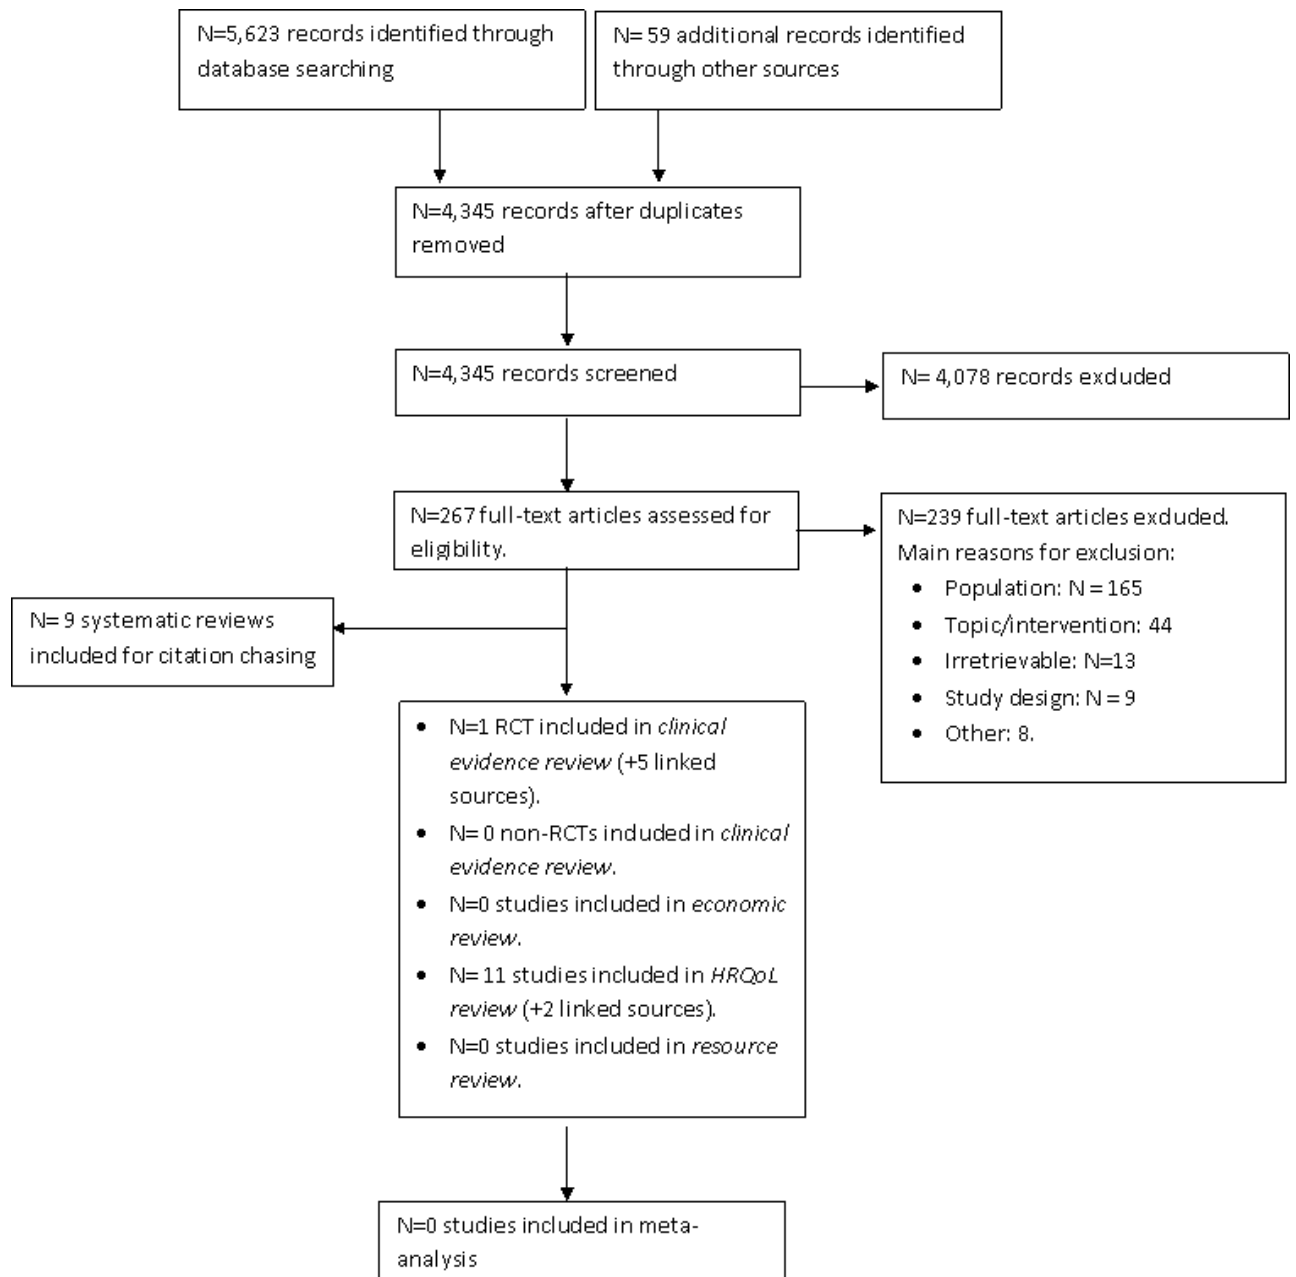 N=5,623 records identified through
database searching
N= 59 additional records identified
through other sources
N=4,345 records after duplicates
removed
N=4,345 records screened
N= 4,078 records excluded
N=267 full-text articles assessed for
eligibility.
N=239 full-text articles excluded.
Main reasons for exclusion:
• Population: N = 165
• Topic/intervention: 44
• Irretrievable: N=13
• Study design: N = 9
• Other: 8.
N= 9 systematic reviews
included for citation chasing
• N=1 RCT included in clinical
evidence review (+5 linked
sources).
• N= 0 non-RCTs included in clinical
evidence review.
• N=0 studies included in economic
review.
• N= 11 studies included in HRQoL
review (+2 linked sources).
• N=0 studies included in resource
review.
N=0 studies included in meta-
analysis